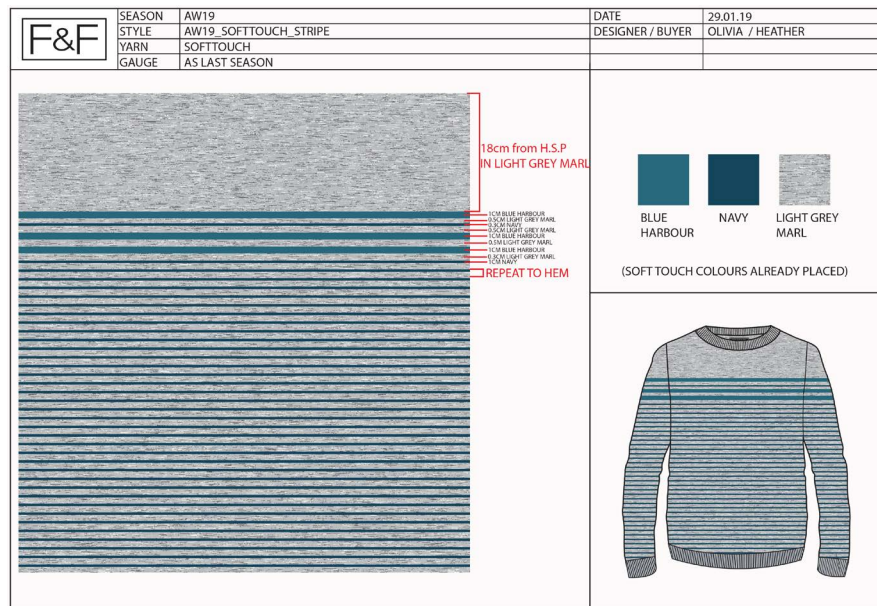 F&F
SEASON AW19
STYLE AW19_SOFTTOUCH_STRIPE
YARN SOFTTOUCH
GAUGE AS LAST SEASON
DATE 29.01.19
DESIGNER / BUYER OLIVIA / HEATHER
18cm from H.S.P
IN LIGHT GREY MARL
1CM BLUE HARBOUR
0.5CM LIGHT GREY MARL
0.3CM NAVY
0.5CM LIGHT GREY MARL
1CM BLUE HARBOUR
0.5M LIGHT GREY MARL
1CM BLUE HARBOUR
0.3CM LIGHT GREY MARL
1CM NAVY
REPEAT TO HEM
BLUE
HARBOUR
NAVY
LIGHT GREY
MARL
(SOFT TOUCH COLOURS ALREADY PLACED)